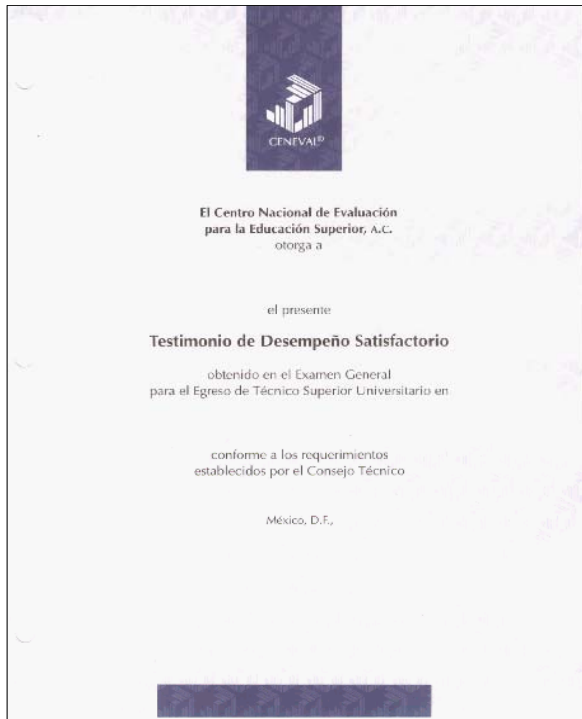 CENEVAL®
El Centro Nacional de Evaluación
para la Educación Superior, A.C.
otorga a
el presente
Testimonio de Desempeño Satisfactorio
obtenido en el Examen General
para el Egreso de Técnico Superior Universitario en
conforme a los requerimientos
establecidos por el Consejo Técnico
México, D.F.,